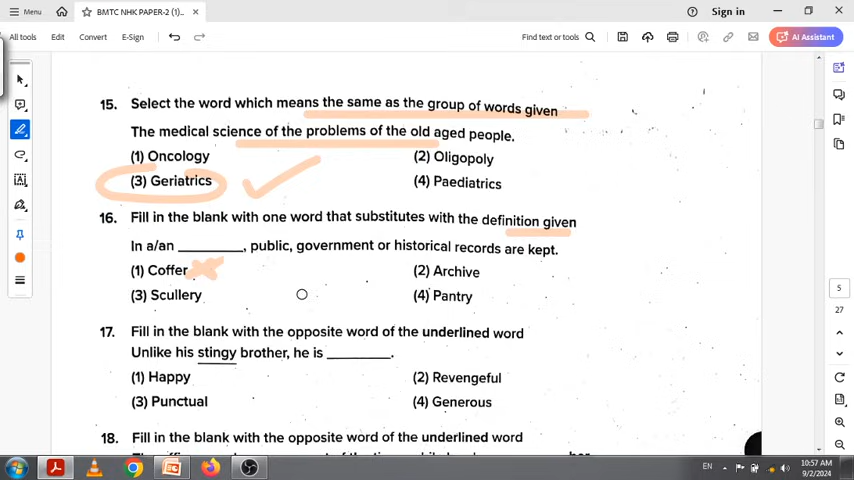 Menu BMTC NHK PAPER-2 (1)... Sign in
All tools Edit Convert E-Sign Find text or tools AI Assistant
15. Select the word which means the same as the group of words given
The medical science of the problems of the old aged people.
(1) Oncology (2) Oligopoly
(3) Geriatrics (4) Paediatrics
16. Fill in the blank with one word that substitutes with the definition given
In a/an ________, public, government or historical records are kept.
(1) Coffer (2) Archive
(3) Scullery (4) Pantry
5
27
17. Fill in the blank with the opposite word of the underlined word
Unlike his stingy brother, he is ________.
(1) Happy (2) Revengeful
(3) Punctual (4) Generous
18. Fill in the blank with the opposite word of the underlined word
EN 10:57 AM
9/2/2024